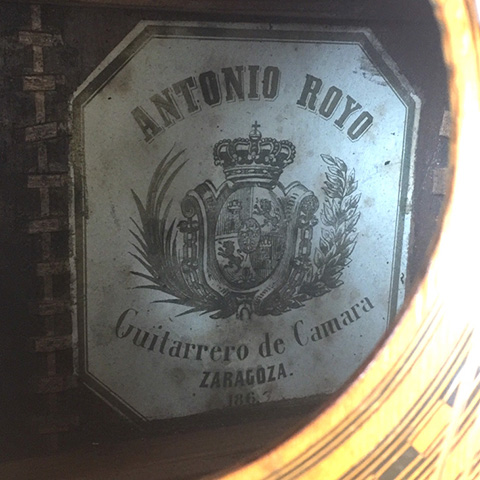 ANTONIO ROYO
Guitarrero de Camara
ZARAGOZA.